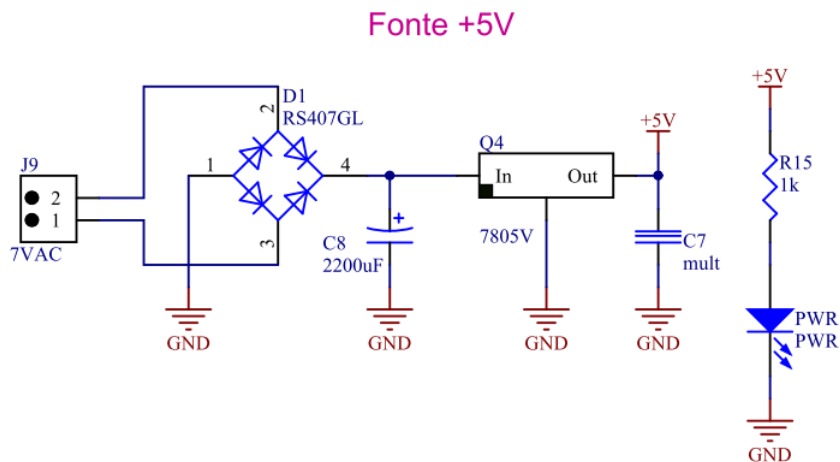 Fonte +5V
D1
RS407GL
2
1
4
3
J9
2
1
7VAC
GND
C8
2200uF
+
GND
Q4
In
Out
7805V
GND
+5V
C7
mult
GND
+5V
R15
1k
PWR
PWR
GND